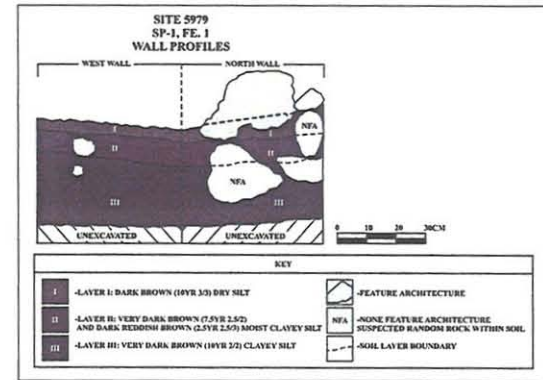 SITE 5979
SP-1, FE. 1
WALL PROFILES
WEST WALL
NORTH WALL
I
I
NFA
II
II
NFA
III
III
UNEXCAVATED
UNEXCAVATED
0 10 20 30CM
KEY
I -LAYER I: DARK BROWN (10YR 3/3) DRY SILT
II -LAYER II: VERY DARK BROWN (7.5YR 2.5/2)
AND DARK REDDISH BROWN (2.5YR 2.5/3) MOIST CLAYEY SILT
III -LAYER III: VERY DARK BROWN (10YR 2/2) CLAYEY SILT
-FEATURE ARCHITECTURE
NFA -NONE FEATURE ARCHITECTURE
SUSPECTED RANDOM ROCK WITHIN SOIL
-SOIL LAYER BOUNDARY